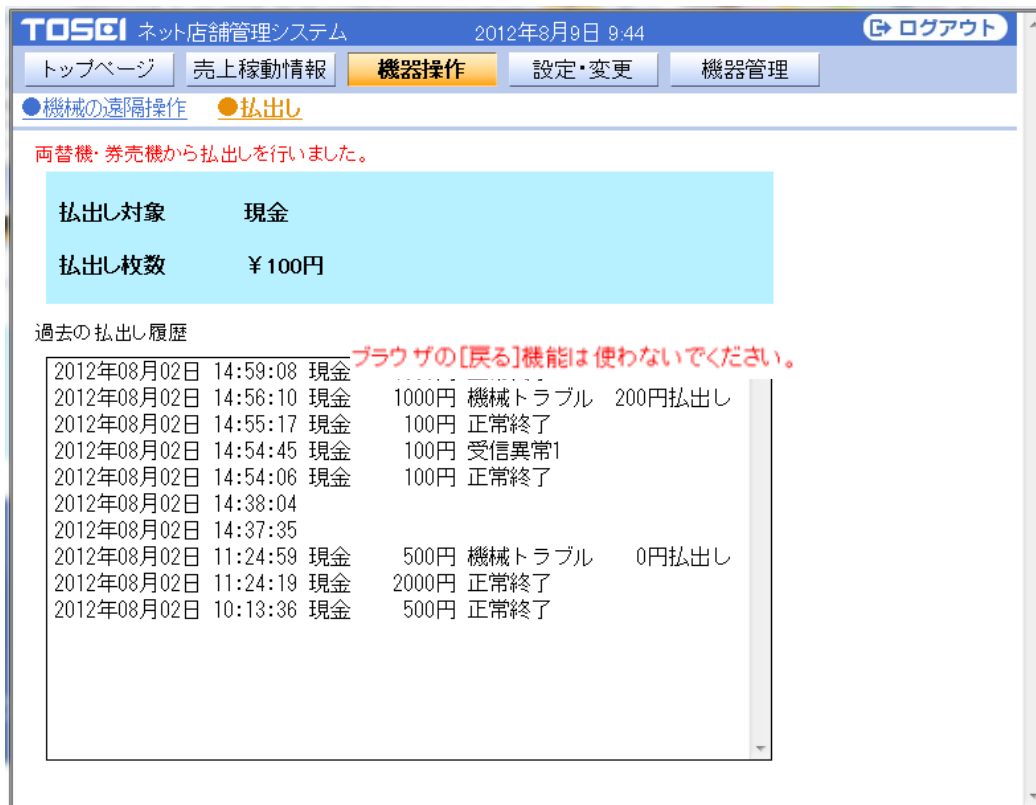 TOSEI ネット店舗管理システム 2012年8月9日 9:44 ログアウト
トップページ 売上稼動情報 機器操作 設定・変更 機器管理
●機械の遠隔操作 ●払出し
両替機・券売機から払出しを行いました。
払出し対象 現金
払出し枚数 ¥100円
過去の払出し履歴
ブラウザの[戻る]機能は使わないでください。
2012年08月02日 14:59:08 現金
2012年08月02日 14:56:10 現金 1000円 機械トラブル 200円払出し
2012年08月02日 14:55:17 現金 100円 正常終了
2012年08月02日 14:54:45 現金 100円 受信異常1
2012年08月02日 14:54:06 現金 100円 正常終了
2012年08月02日 14:38:04
2012年08月02日 14:37:35
2012年08月02日 11:24:59 現金 500円 機械トラブル 0円払出し
2012年08月02日 11:24:19 現金 2000円 正常終了
2012年08月02日 10:13:36 現金 500円 正常終了